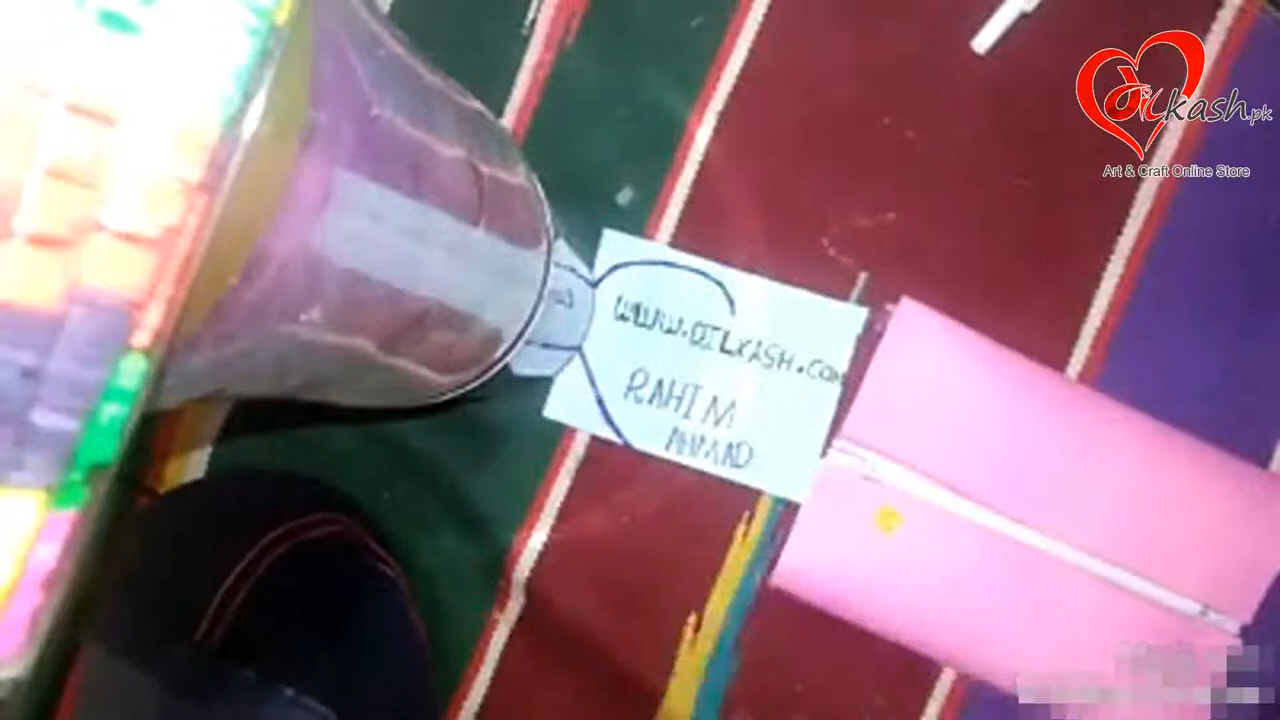 Dilkash.pk
Art & Craft Online Store
WWW.DILKASH.COM
RAHIM
AHMAD